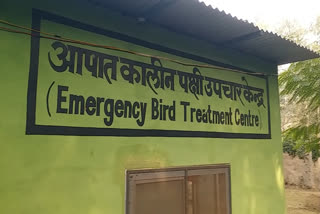 आपात कालीन पक्षी उपचार केन्द्र
(Emergency Bird Treatment Centre)